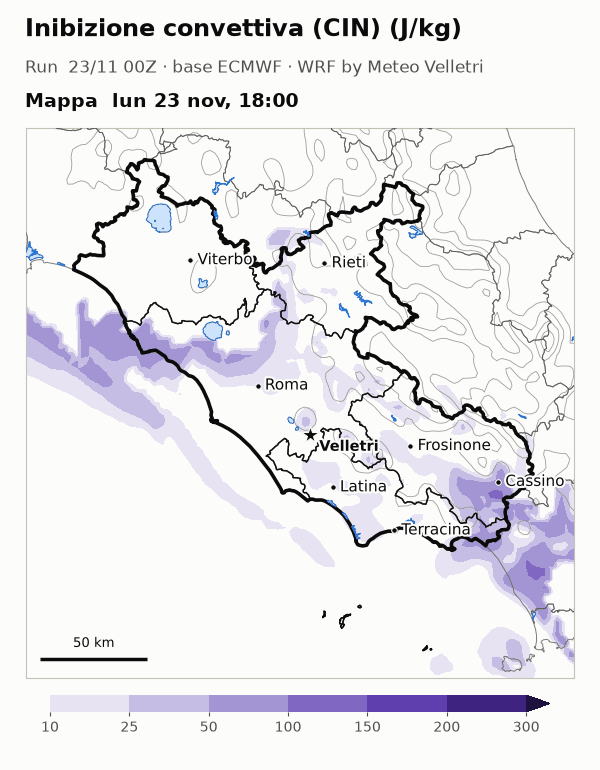 Inibizione convettiva (CIN) (J/kg)
Run  23/11 00Z · base ECMWF · WRF by Meteo Velletri
Mappa  lun 23 nov, 18:00
Viterbo
Rieti
Roma
Velletri
Frosinone
Latina
Cassino
Terracina
50 km
10 25 50 100 150 200 300